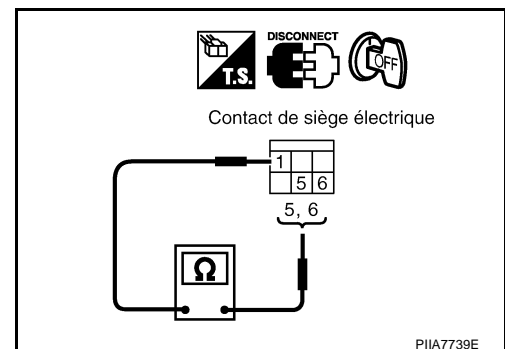 DISCONNECT
T.S.
OFF
Contact de siège électrique
1
5 6
5, 6
Ω
PIIA7739E